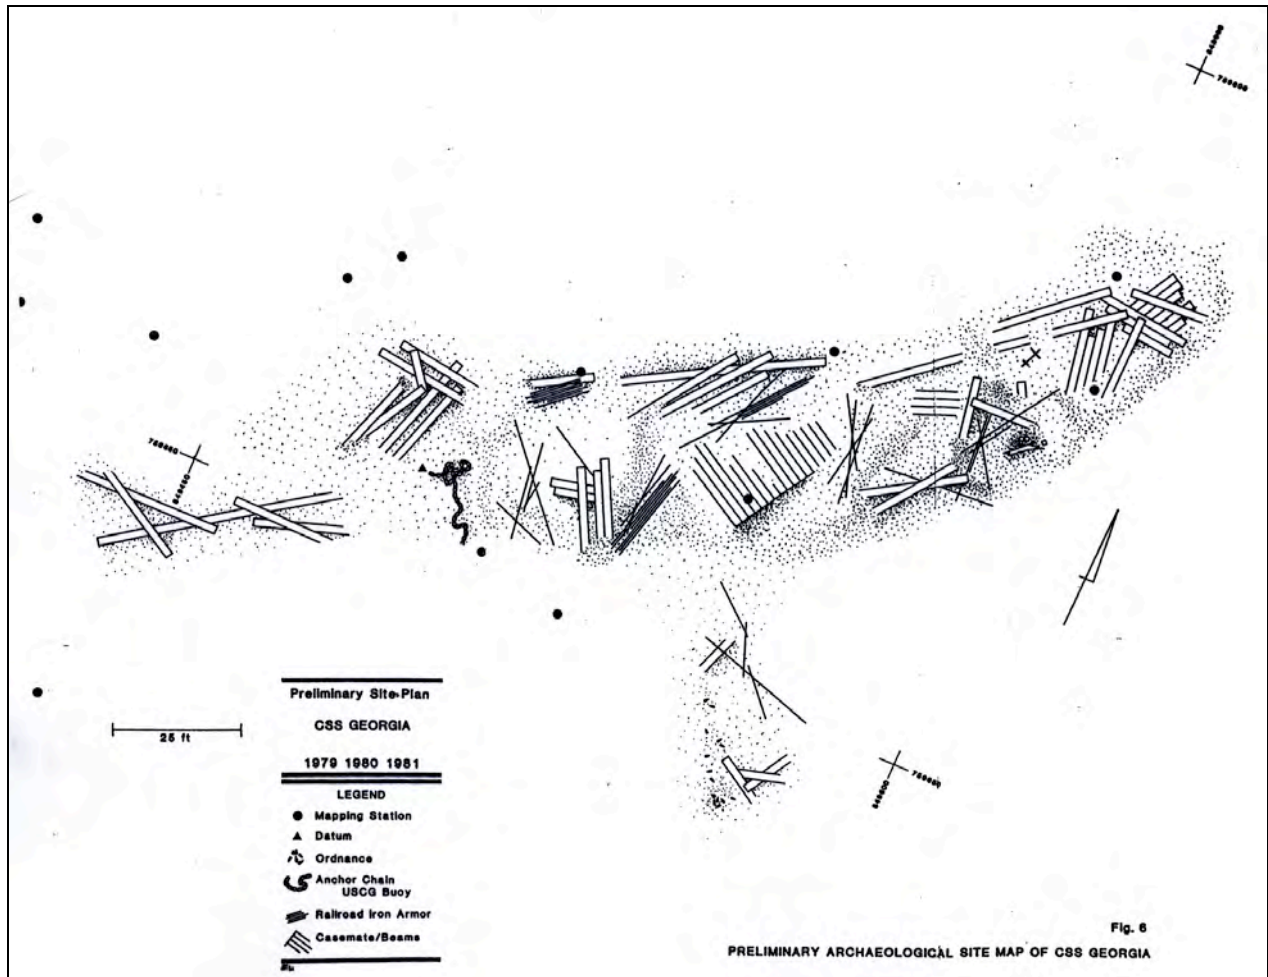 Preliminary Site Plan
CSS GEORGIA
1979 1980 1981
25 ft
LEGEND
Mapping Station
Datum
Ordnance
Anchor Chain
USCG Buoy
Railroad Iron Armor
Casemate/Beams
Fig. 6
PRELIMINARY ARCHAEOLOGICAL SITE MAP OF CSS GEORGIA